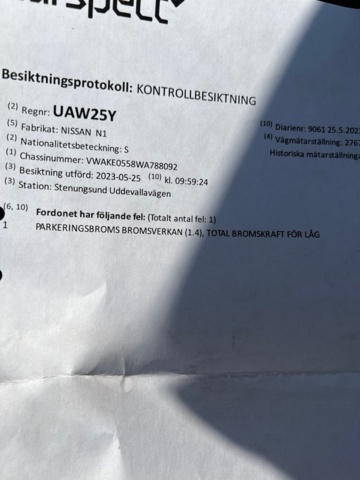 Besiktningsprotokoll: KONTROLLBESIKTNING
(2) Regnr: UAW25Y
(5) Fabrikat: NISSAN N1
(2) Nationalitetsbeteckning: S
(1) Chassinummer: VWAKE0558WA788092
(3) Besiktning utförd: 2023-05-25 (10) kl. 09:59:24
(3) Station: Stenungsund Uddevallavägen
(10) Diarienr: 9061 25.5.202
(4) Vägmätarställning: 276
Historiska mätarställning
(6, 10) Fordonet har följande fel: (Totalt antal fel: 1)
1 PARKERINGSBROMS BROMSVERKAN (1.4), TOTAL BROMSKRAFT FÖR LÅG